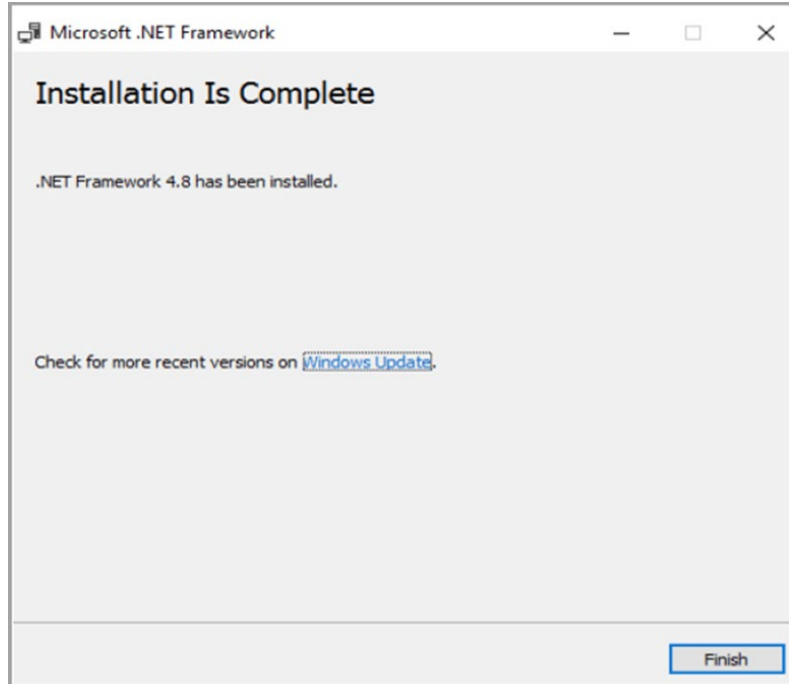 Microsoft .NET Framework
Installation Is Complete
.NET Framework 4.8 has been installed.
Check for more recent versions on Windows Update.
Finish